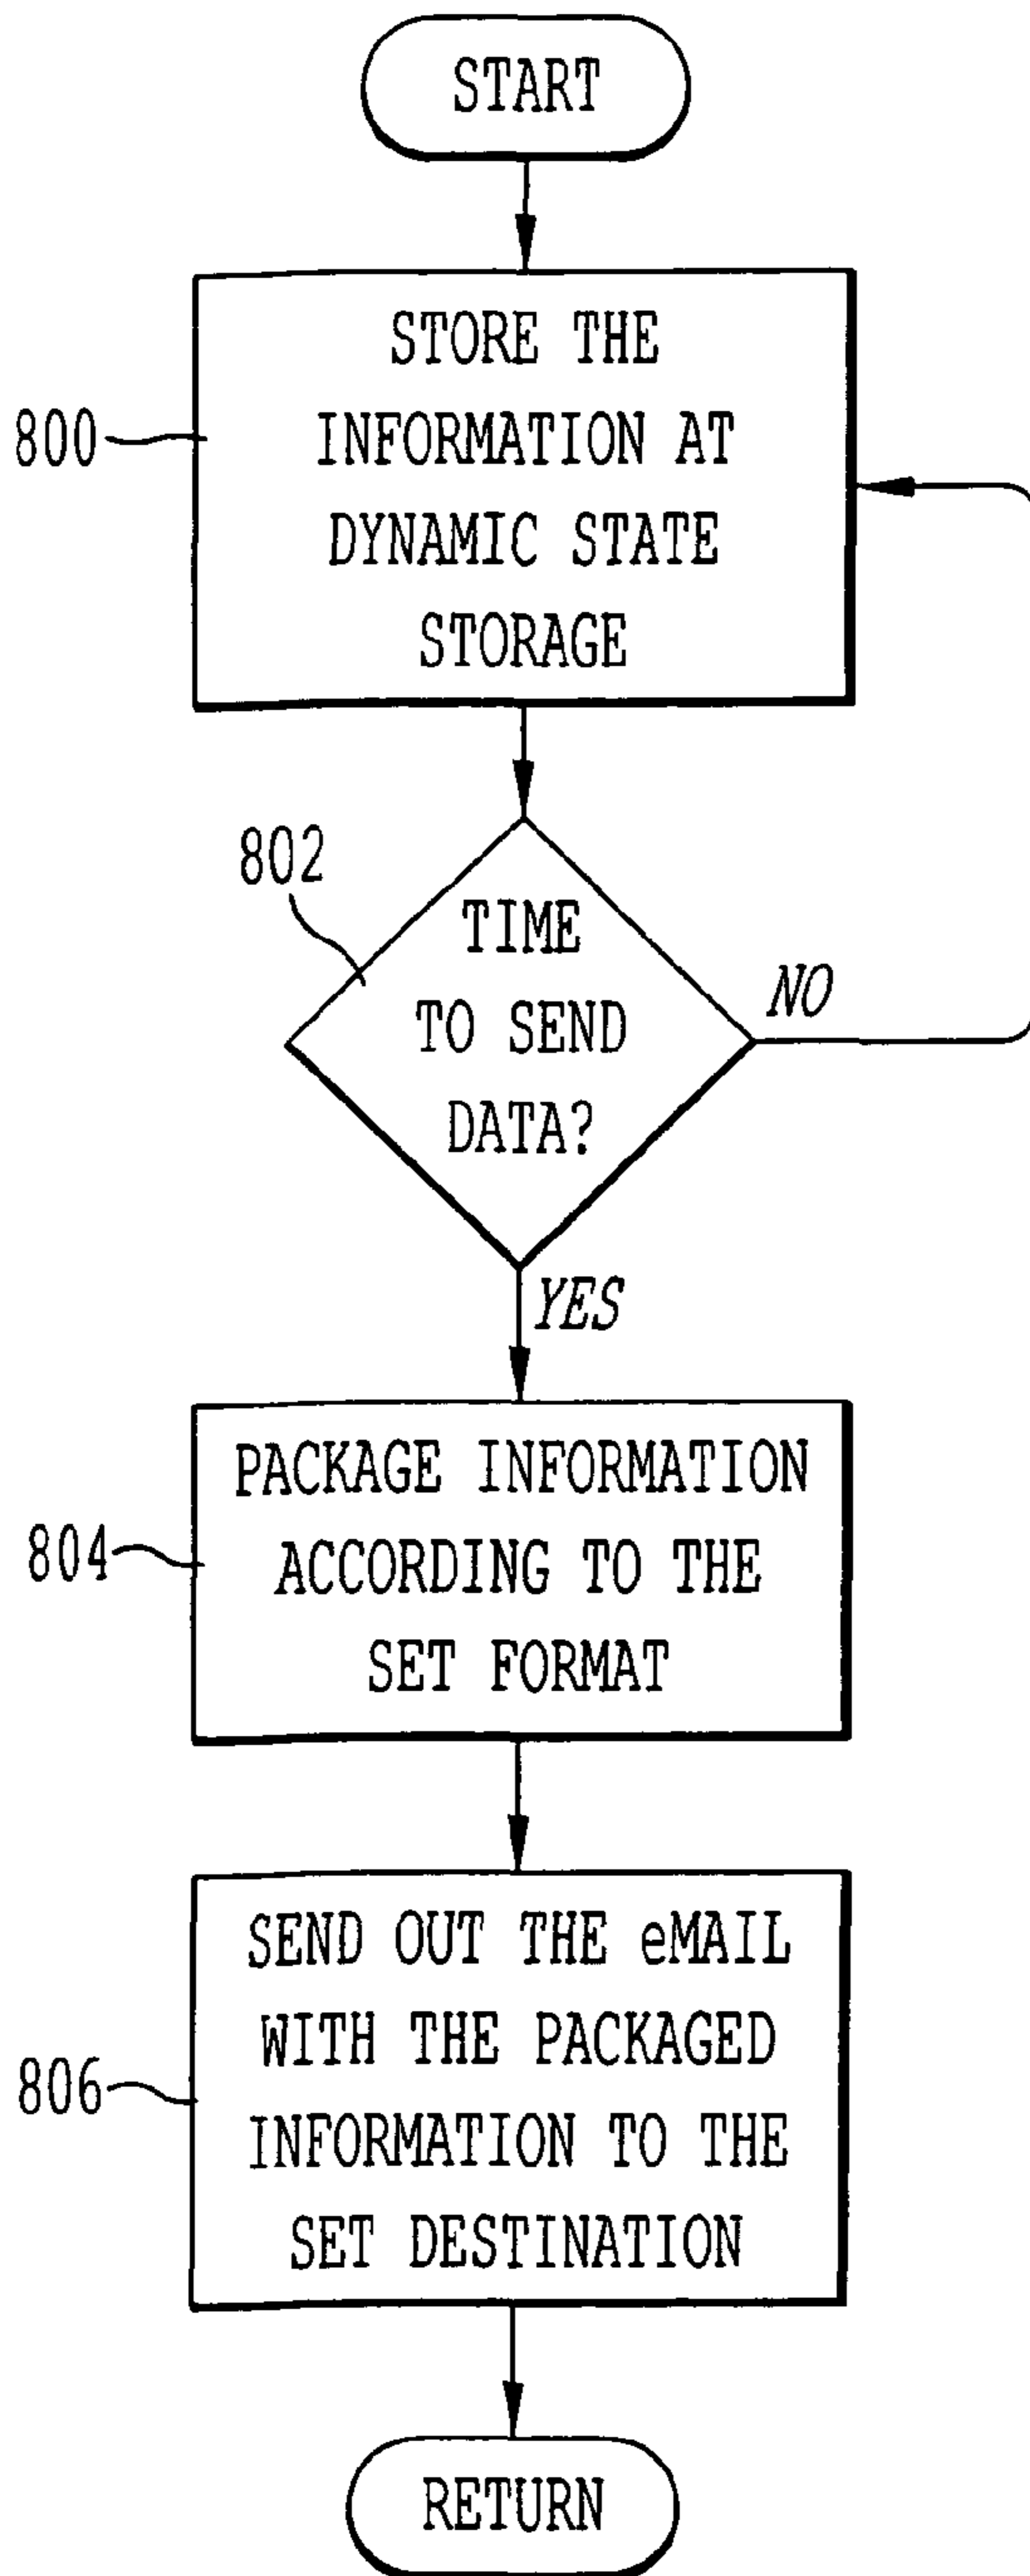 START
STORE THE
INFORMATION AT
DYNAMIC STATE
STORAGE
800
802
TIME
TO SEND
DATA?
NO
YES
PACKAGE INFORMATION
ACCORDING TO THE
SET FORMAT
804
SEND OUT THE eMAIL
WITH THE PACKAGED
INFORMATION TO THE
SET DESTINATION
806
RETURN